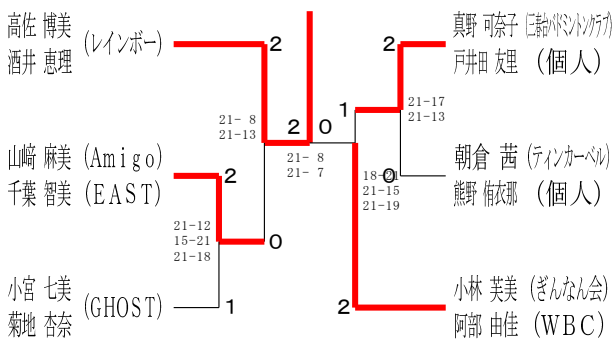 高佐 博美
酒井 恵理
(レインボー)
2
21- 8
21-13
山﨑 麻美 (Amigo)
千葉 智美 (EAST)
2
21-12
15-21
21-18
0
小宮 七美
菊地 杏奈
(GHOST)
1
2
0
21- 8
21- 7
真野 可奈子 (三春台バドミントンクラブ)
戸井田 友里 (個人)
2
1
21-17
21-13
朝倉 茜 (ティンカーベル)
熊野 侑衣那 (個人)
0
18-21
21-15
21-19
小林 芙美 (ぎんなん会)
阿部 由佳 (WBC)
2